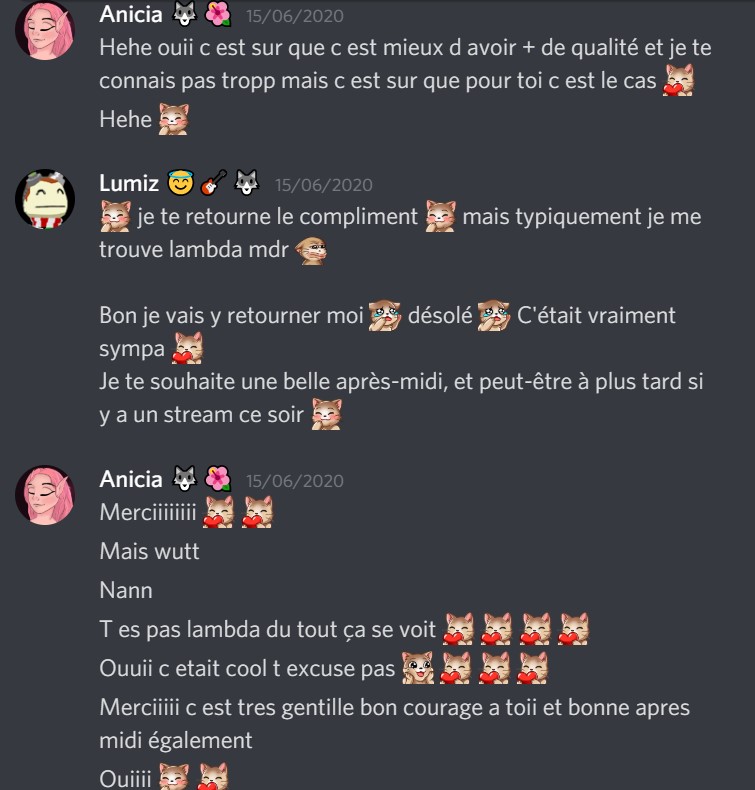 Anicia 🐺 🌺 15/06/2020
Hehe ouii c est sur que c est mieux d avoir + de qualité et je te
connais pas tropp mais c est sur que pour toi c est le cas
Hehe
Lumiz 😇 🎸 🐺 15/06/2020
je te retourne le compliment mais typiquement je me
trouve lambda mdr
Bon je vais y retourner moi désolé C'était vraiment
sympa
Je te souhaite une belle après-midi, et peut-être à plus tard si
y a un stream ce soir
Anicia 🐺 🌺 15/06/2020
Merciiiiiiiii
Mais wutt
Nann
T es pas lambda du tout ça se voit
Ouuii c etait cool t excuse pas
Merciiiii c est tres gentille bon courage a toii et bonne apres
midi également
Ouiiii